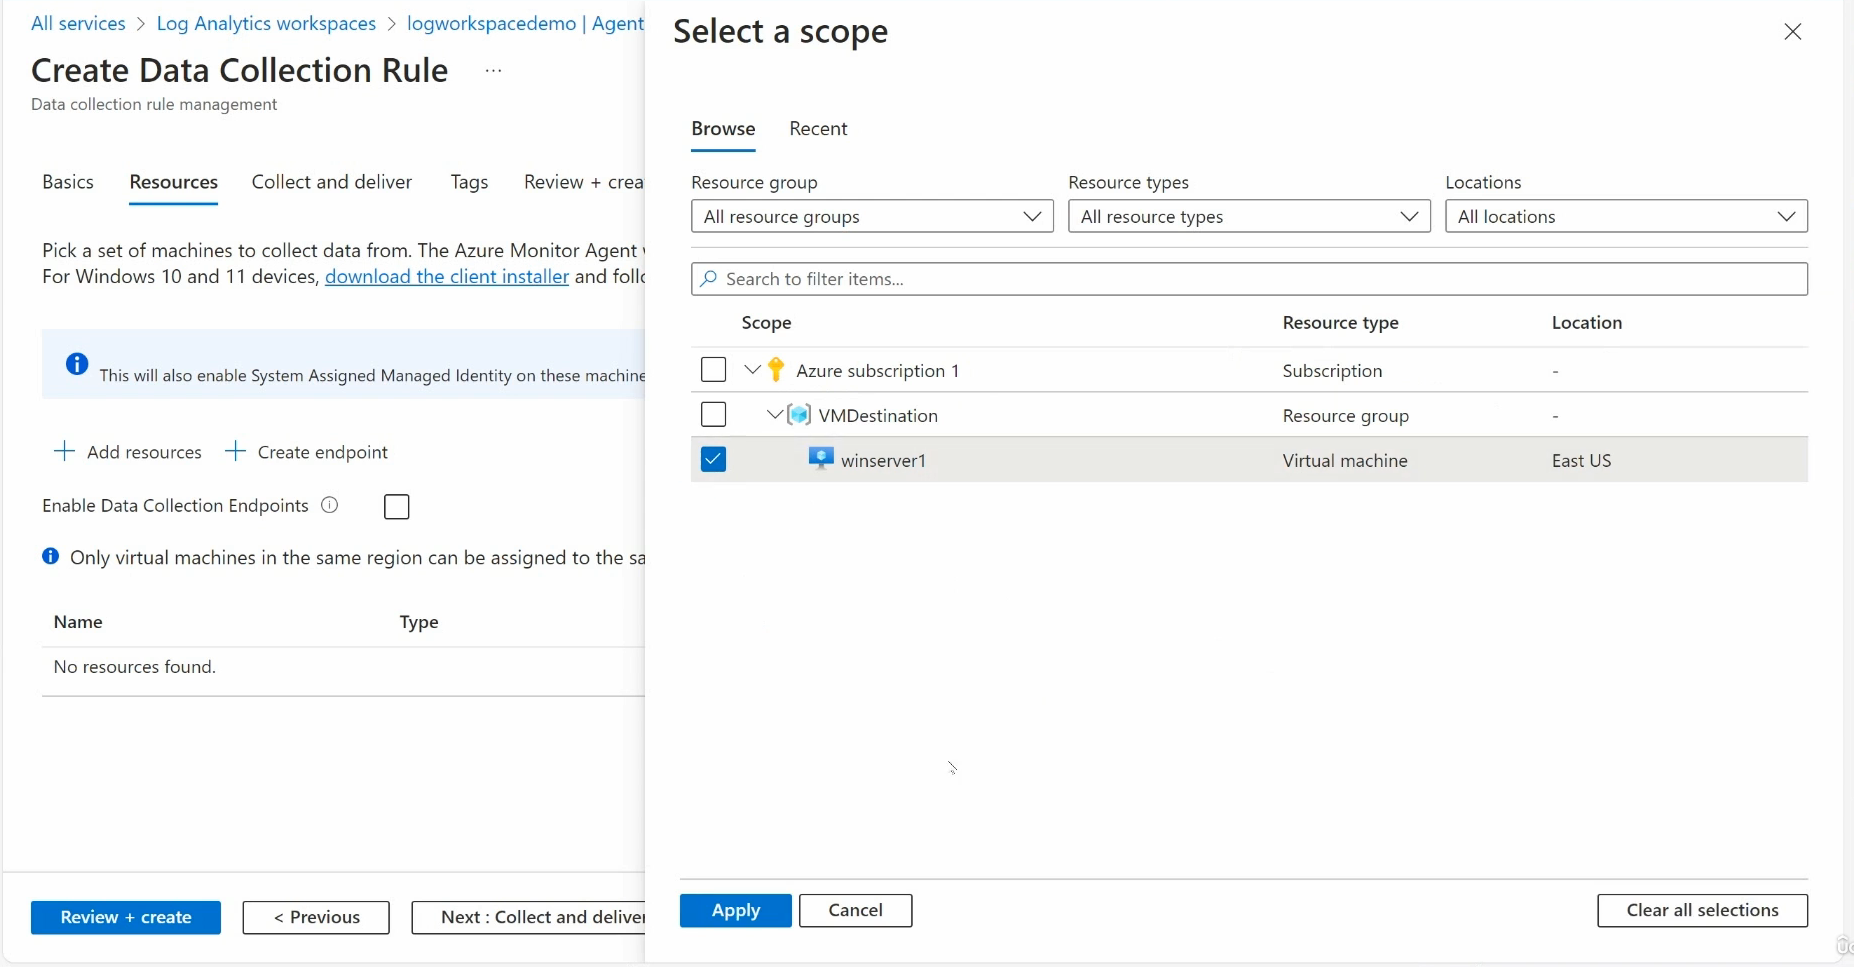 All services > Log Analytics workspaces > logworkspacedemo | Agent
Create Data Collection Rule ...
Data collection rule management
Basics Resources Collect and deliver Tags Review + crea
Pick a set of machines to collect data from. The Azure Monitor Agent
For Windows 10 and 11 devices, download the client installer and follo
This will also enable System Assigned Managed Identity on these machine
+ Add resources + Create endpoint
Enable Data Collection Endpoints
Only virtual machines in the same region can be assigned to the sa
Name Type
No resources found.
Review + create < Previous Next : Collect and deliver
Select a scope
Browse Recent
Resource group Resource types Locations
All resource groups All resource types All locations
Search to filter items...
Scope Resource type Location
Azure subscription 1 Subscription -
VMDestination Resource group -
winserver1 Virtual machine East US
Apply Cancel Clear all selections